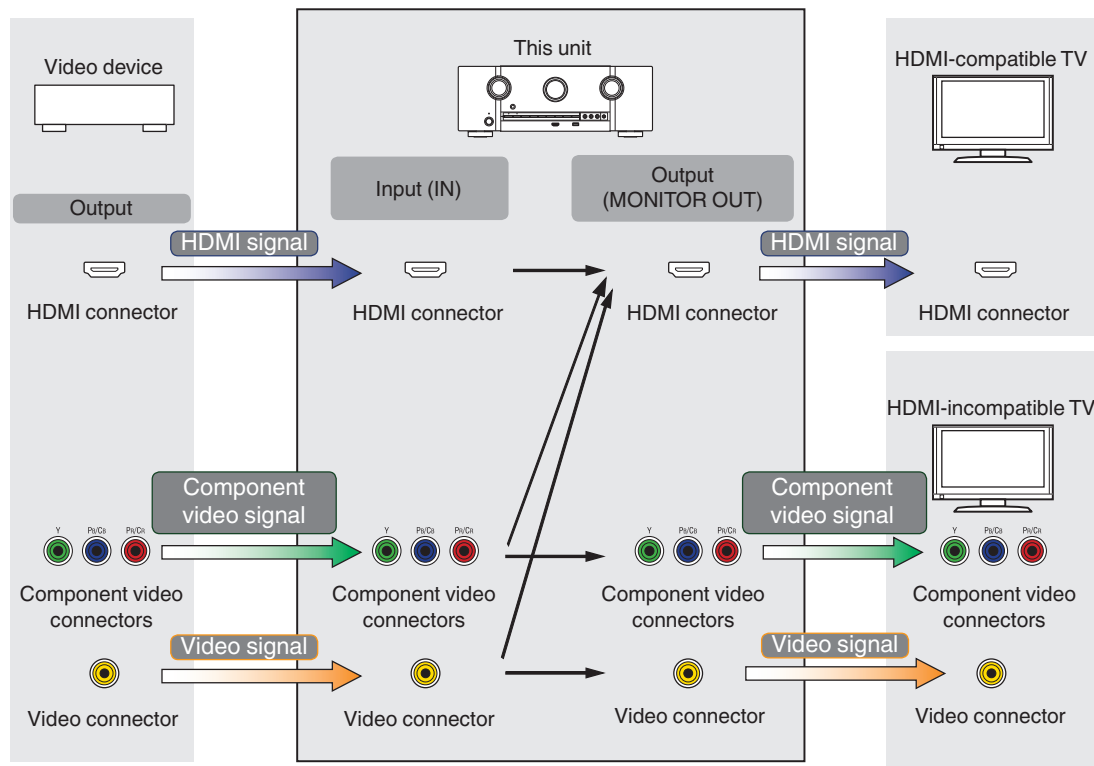 Video device
This unit
HDMI-compatible TV
Output
Input (IN)
Output
(MONITOR OUT)
HDMI signal
HDMI signal
HDMI connector
HDMI connector
HDMI connector
HDMI connector
HDMI-incompatible TV
Component
video signal
Component
video signal
Y PB/CB PR/CR
Y PB/CB PR/CR
Y PB/CB PR/CR
Y PB/CB PR/CR
Component video
connectors
Component video
connectors
Component video
connectors
Component video
connectors
Video signal
Video signal
Video connector
Video connector
Video connector
Video connector